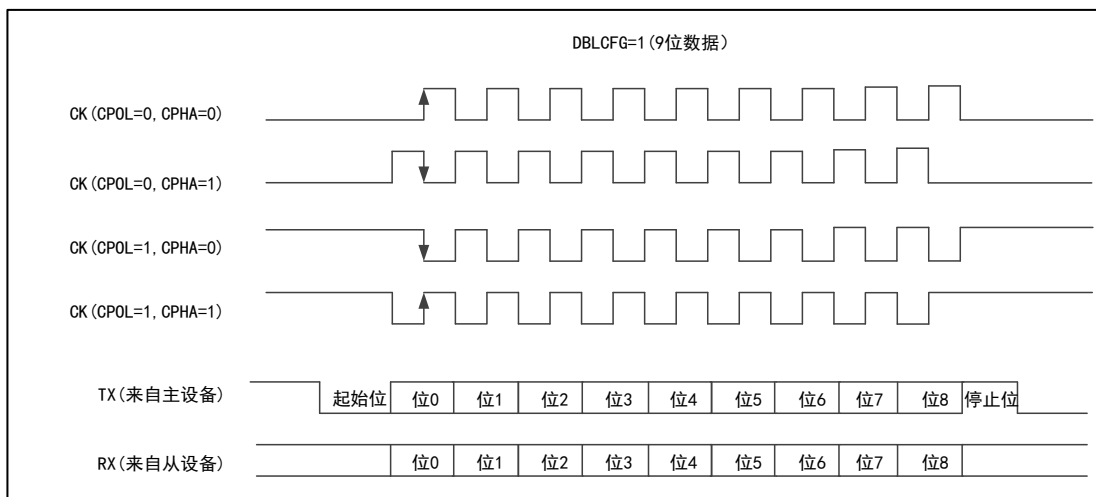 DBLCFG=1(9位数据)
CK(CPOL=0,CPHA=0)
CK(CPOL=0,CPHA=1)
CK(CPOL=1,CPHA=0)
CK(CPOL=1,CPHA=1)
TX(来自主设备) 起始位 位0 位1 位2 位3 位4 位5 位6 位7 位8 停止位
RX(来自从设备) 位0 位1 位2 位3 位4 位5 位6 位7 位8